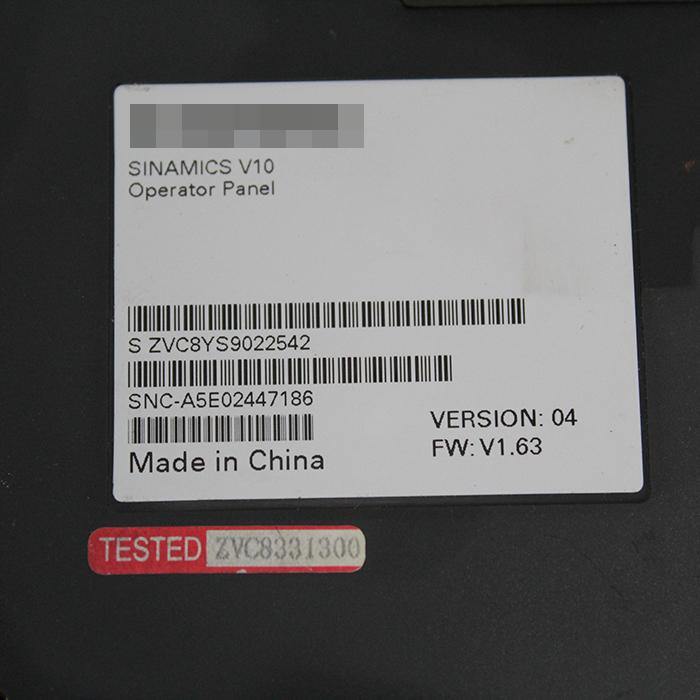 SINAMICS V10
Operator Panel
S ZVC8YS9022542
SNC-A5E02447186
VERSION: 04
FW: V1.63
Made in China
TESTED ZVC8331300